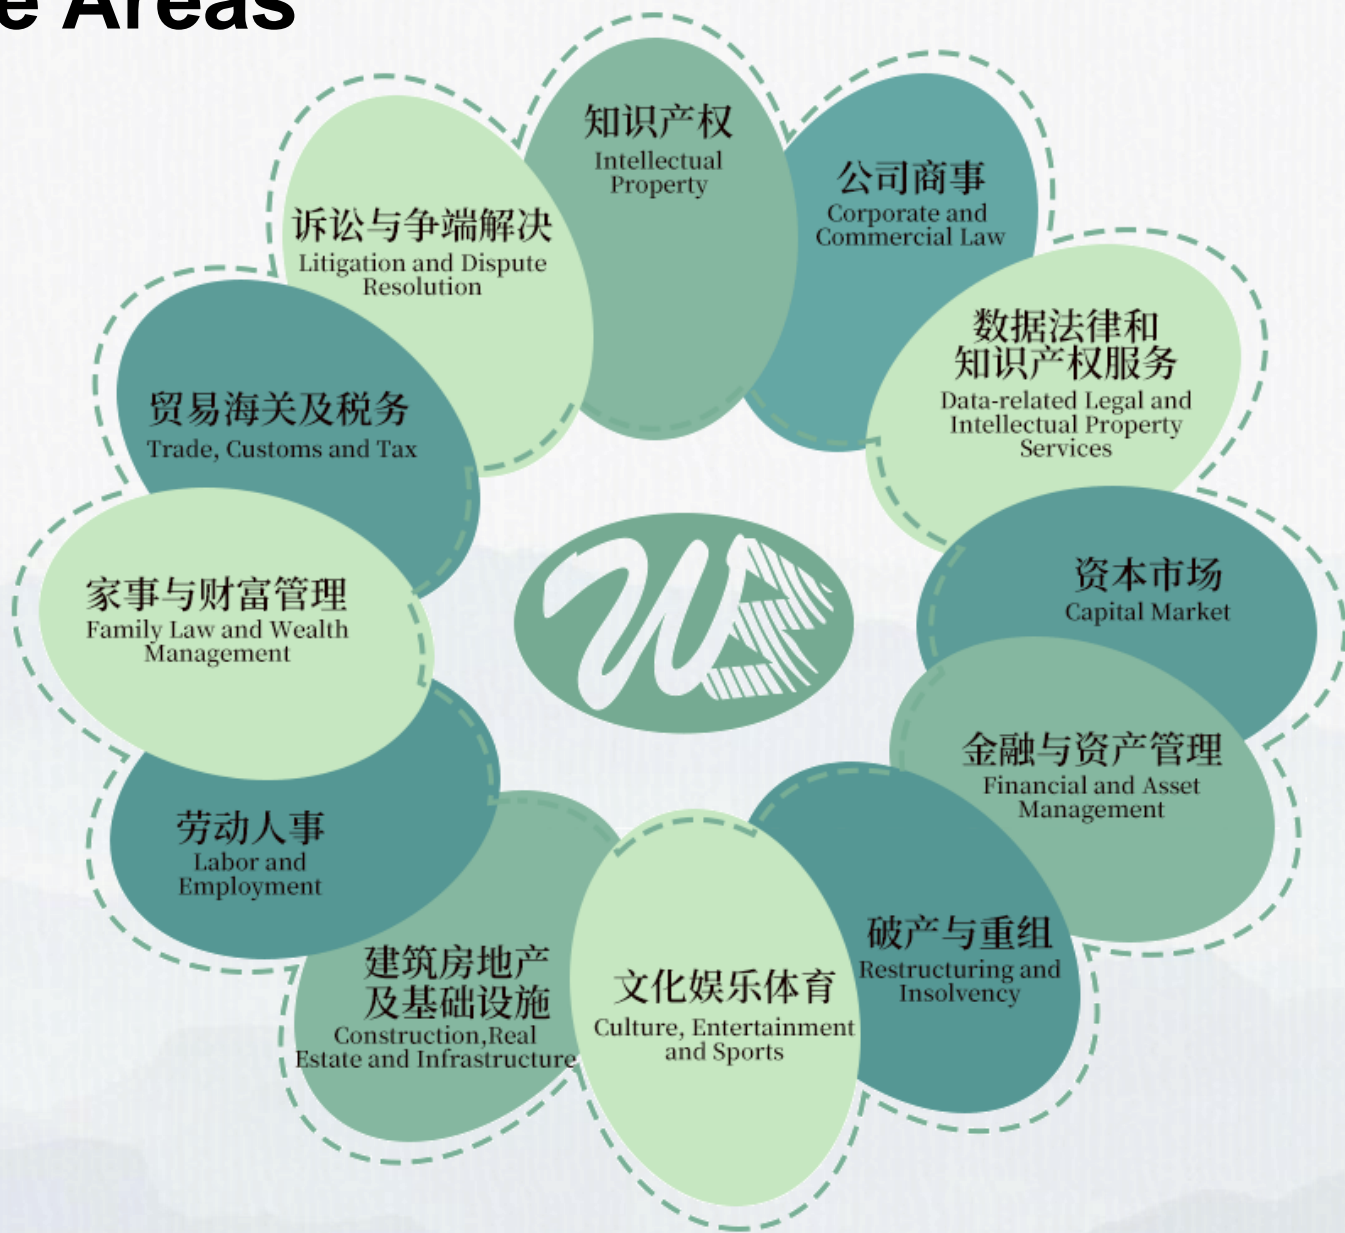 e Areas
知识产权
Intellectual
Property
公司商事
Corporate and
Commercial Law
数据法律和
知识产权服务
Data-related Legal and
Intellectual Property
Services
资本市场
Capital Market
金融与资产管理
Financial and Asset
Management
破产与重组
Restructuring and
Insolvency
文化娱乐体育
Culture, Entertainment
and Sports
建筑房地产
及基础设施
Construction,Real
Estate and Infrastructure
劳动人事
Labor and
Employment
家事与财富管理
Family Law and Wealth
Management
贸易海关及税务
Trade, Customs and Tax
诉讼与争端解决
Litigation and Dispute
Resolution